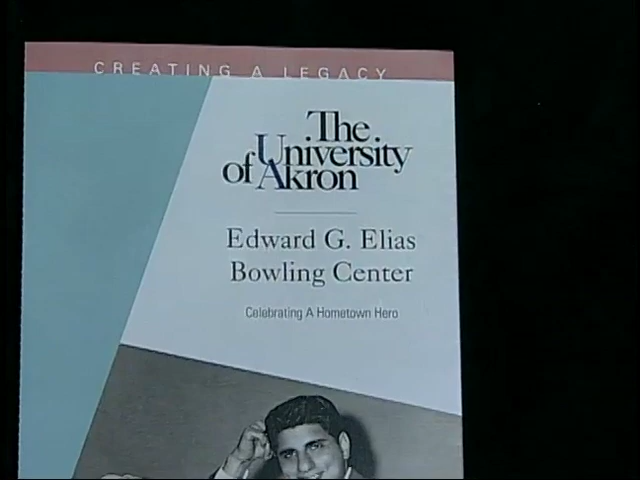 CREATING A LEGACY
The
University
of Akron
Edward G. Elias
Bowling Center
Celebrating A Hometown Hero